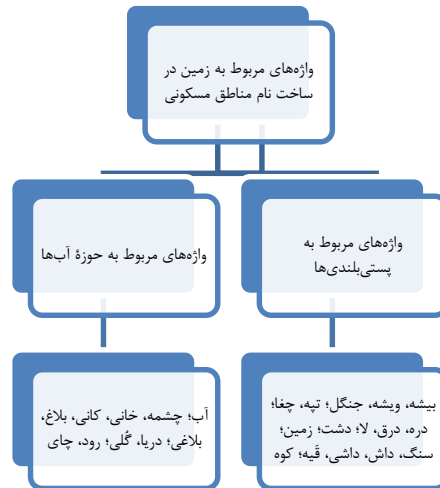 واژه‌های مربوط به زمین در
ساخت نام مناطق مسکونی
واژه‌های مربوط به
پستی‌بلندی‌ها
واژه‌های مربوط به حوزۀ آب‌ها
بیشه، ویشه، جنگل؛ تپه، چغا؛
دره، درق، لا؛ دشت؛ زمین؛
سنگ، داش، داشی، قَیه؛ کوه
آب؛ چشمه، خانی، کانی، بلاغ،
بلاغی؛ دریا، گُلی؛ رود، چای